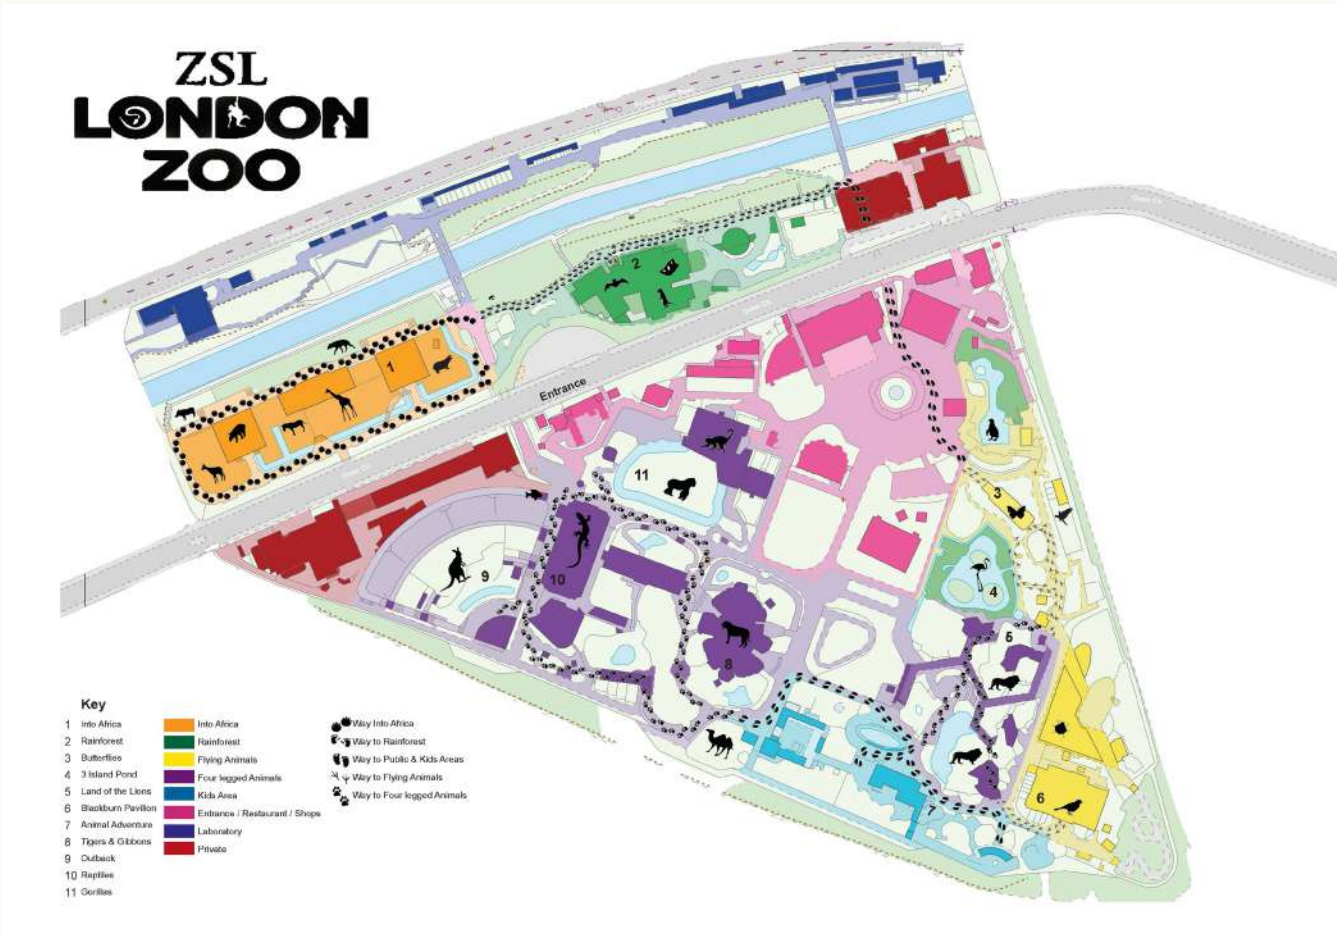 ZSL
LONDON
ZOO
2
1
Entrance
11
3
10
9
4
5
8
6
7
Key
1 Into Africa
2 Rainforest
3 Butterflies
4 3 Island Pond
5 Land of the Lions
6 Blackburn Pavilion
7 Animal Adventure
8 Tigers & Gibbons
9 Outback
10 Reptiles
11 Gorillas
Into Africa
Rainforest
Flying Animals
Four legged Animals
Kids Area
Entrance / Restaurant / Shops
Laboratory
Private
Way Into Africa
Way to Rainforest
Way to Public & Kids Areas
Way to Flying Animals
Way to Four legged Animals